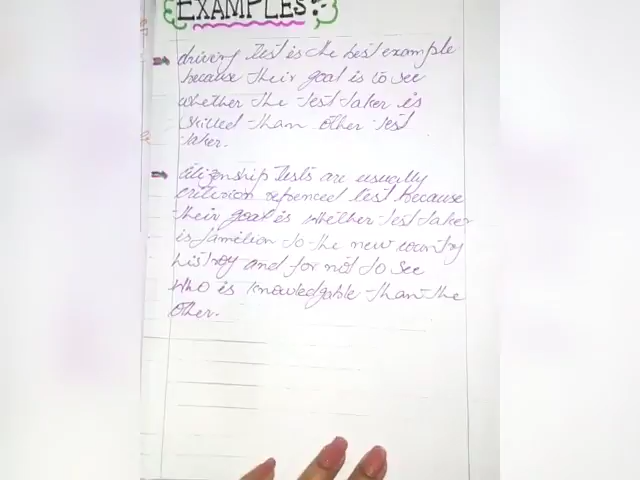 EXAMPLES:-
driving test is the best example
because their goal is to see
whether the test taker is
skilled than other test
taker.
citizenship tests are usually
criterion referenced test because
their goal is whether test taker
is familion to the new country
histroy and for not to see
who is knowledgable than the
other.